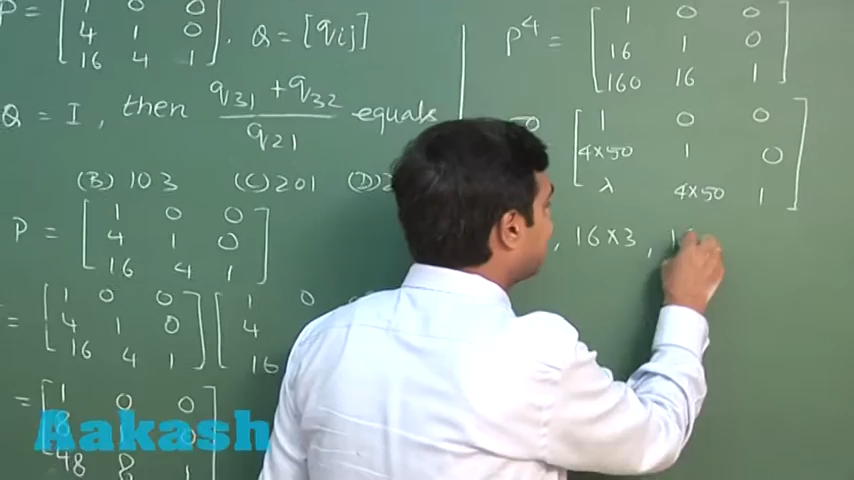 P = [ 1 0 0
4 1 0
16 4 1 ] . Q = [qij]
Q = I, then (q31 + q32) / q21 equals
(B) 103 (C) 201 (D)
P = [ 1 0 0
4 1 0
16 4 1 ]
= [ 1 0 0
4 1 0
16 4 1 ] [ 1 0
4
16
= [ 1 0 0
8 1 0
48 8 1
P⁴ = [ 1 0 0
16 1 0
160 16 1 ]
[ 1 0 0
4×50 1 0
λ 4×50 1 ]
, 16×3 , 1
Aakash